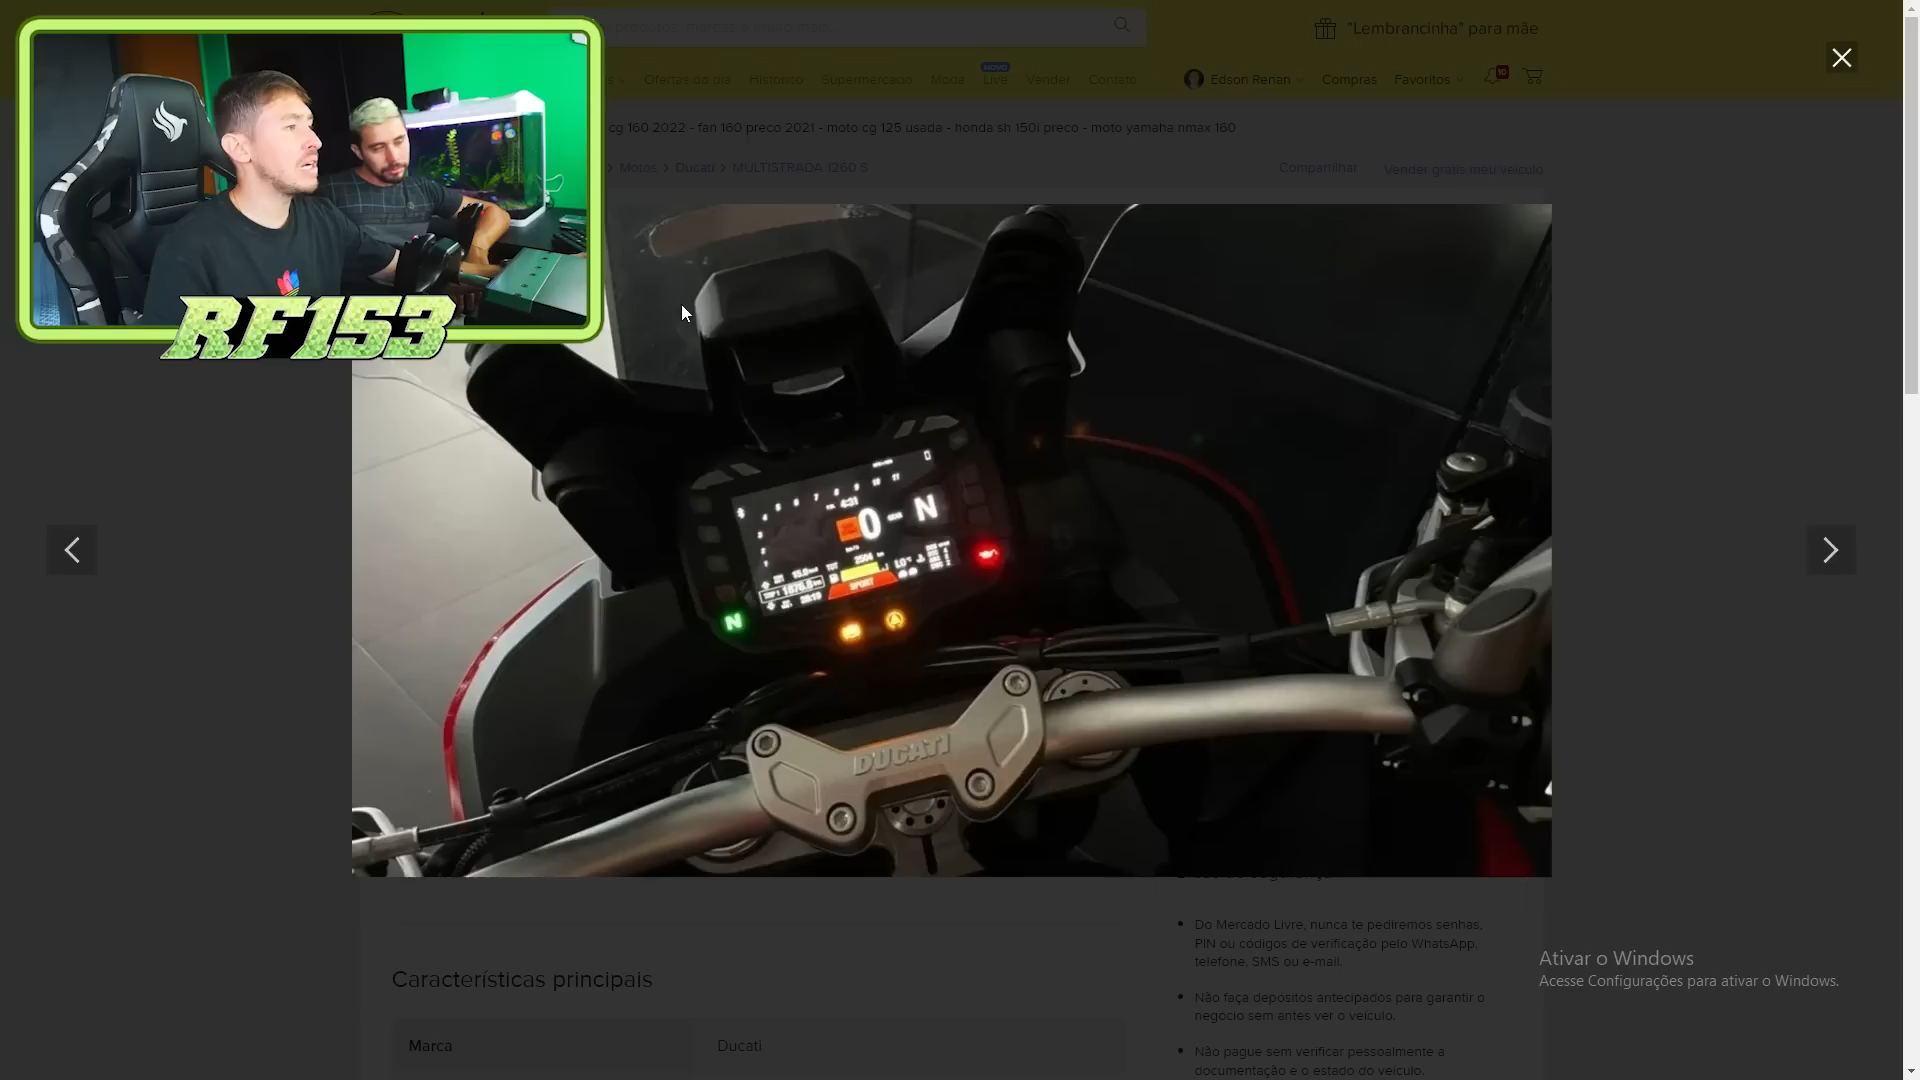 "Lembrancinha" para mãe
Ofertas do dia
Histórico
Supermercado
Moda
NOVO
Live
Vender
Contato
Edson Renan
Compras
Favoritos
10
cg 160 2022 - fan 160 preco 2021 - moto cg 125 usada - honda sh 150i preco - moto yamaha nmax 160
Motos > Ducati > MULTISTRADA 1260 S
Compartilhar
Vender grátis meu veículo
RF153
0
N
SPORT
N
DUCATI
Características principais
Marca
Ducati
Do Mercado Livre, nunca te pediremos senhas,
PIN ou códigos de verificação pelo WhatsApp,
telefone, SMS ou e-mail.
Não faça depósitos antecipados para garantir o
negócio sem antes ver o veículo.
Não pague sem verificar pessoalmente a
documentação e o estado do veículo.
Ativar o Windows
Acesse Configurações para ativar o Windows.